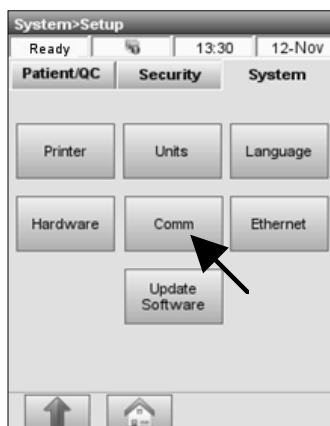 System>Setup
Ready 13:30 12-Nov
Patient/QC Security System
Printer Units Language
Hardware Comm Ethernet
Update
Software